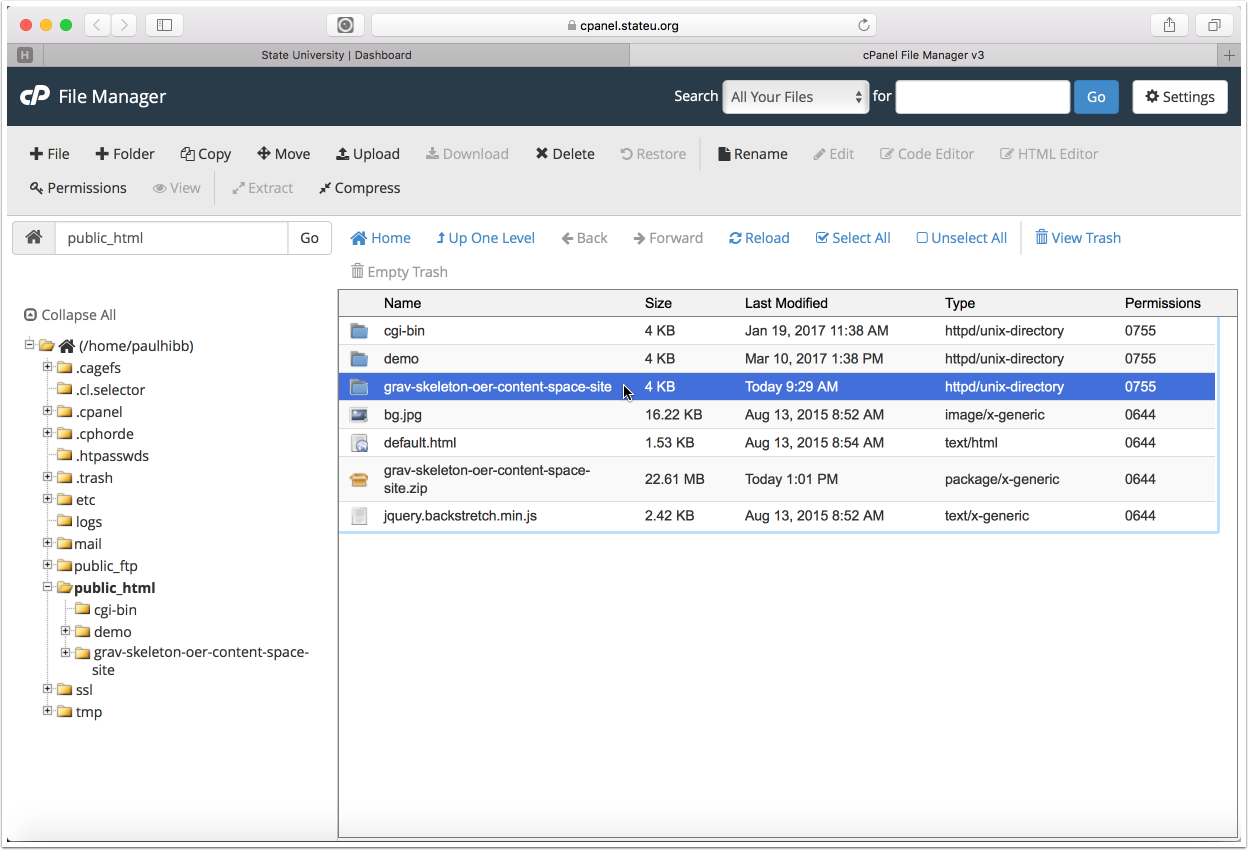 cpanel.stateu.org
H State University | Dashboard cPanel File Manager v3
cP File Manager Search All Your Files for Go Settings
File Folder Copy Move Upload Download Delete Restore Rename Edit Code Editor HTML Editor
Permissions View Extract Compress
public_html Go Home Up One Level Back Forward Reload Select All Unselect All View Trash
Empty Trash
Collapse All
(/home/paulhibb)
.cagefs
.cl.selector
.cpanel
.cphorde
.htpasswds
.trash
etc
logs
mail
public_ftp
public_html
cgi-bin
demo
grav-skeleton-oer-content-space-
site
ssl
tmp
Name Size Last Modified Type Permissions
cgi-bin 4 KB Jan 19, 2017 11:38 AM httpd/unix-directory 0755
demo 4 KB Mar 10, 2017 1:38 PM httpd/unix-directory 0755
grav-skeleton-oer-content-space-site 4 KB Today 9:29 AM httpd/unix-directory 0755
bg.jpg 16.22 KB Aug 13, 2015 8:52 AM image/x-generic 0644
default.html 1.53 KB Aug 13, 2015 8:54 AM text/html 0644
grav-skeleton-oer-content-space-
site.zip 22.61 MB Today 1:01 PM package/x-generic 0644
jquery.backstretch.min.js 2.42 KB Aug 13, 2015 8:52 AM text/x-generic 0644